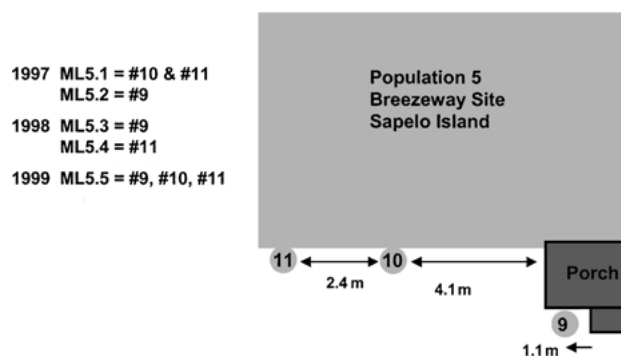 1997 ML5.1 = #10 & #11
ML5.2 = #9
1998 ML5.3 = #9
ML5.4 = #11
1999 ML5.5 = #9, #10, #11
Population 5
Breezeway Site
Sapelo Island
11
10
2.4 m
4.1 m
Porch
9
1.1 m